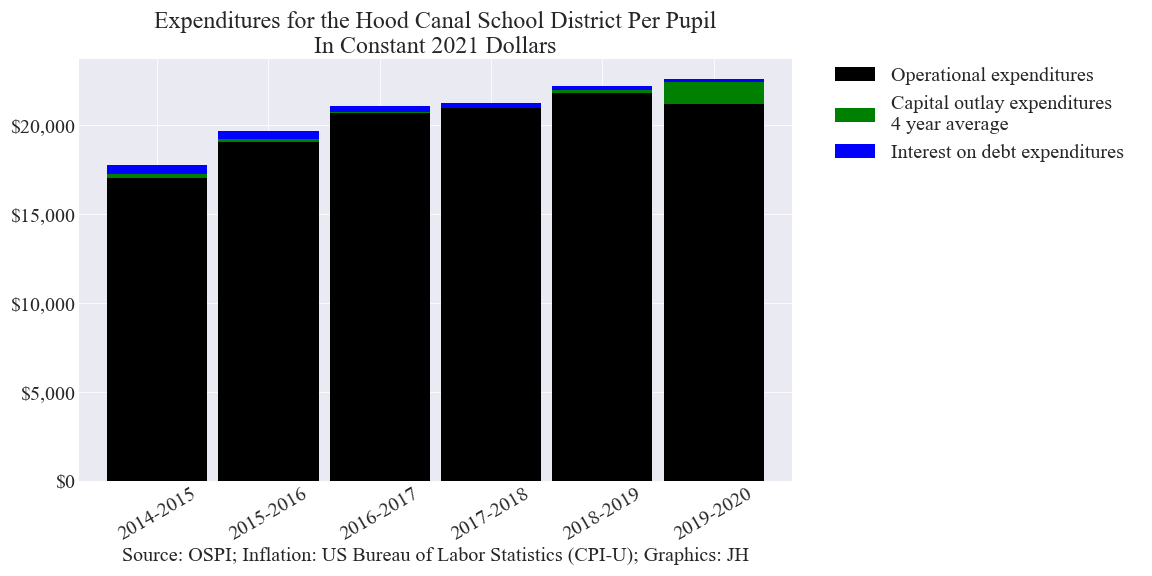 Expenditures for the Hood Canal School District Per Pupil
In Constant 2021 Dollars
Operational expenditures
Capital outlay expenditures
4 year average
Interest on debt expenditures
$20,000
$15,000
$10,000
$5,000
$0
2014-2015
2015-2016
2016-2017
2017-2018
2018-2019
2019-2020
Source: OSPI; Inflation: US Bureau of Labor Statistics (CPI-U); Graphics: JH